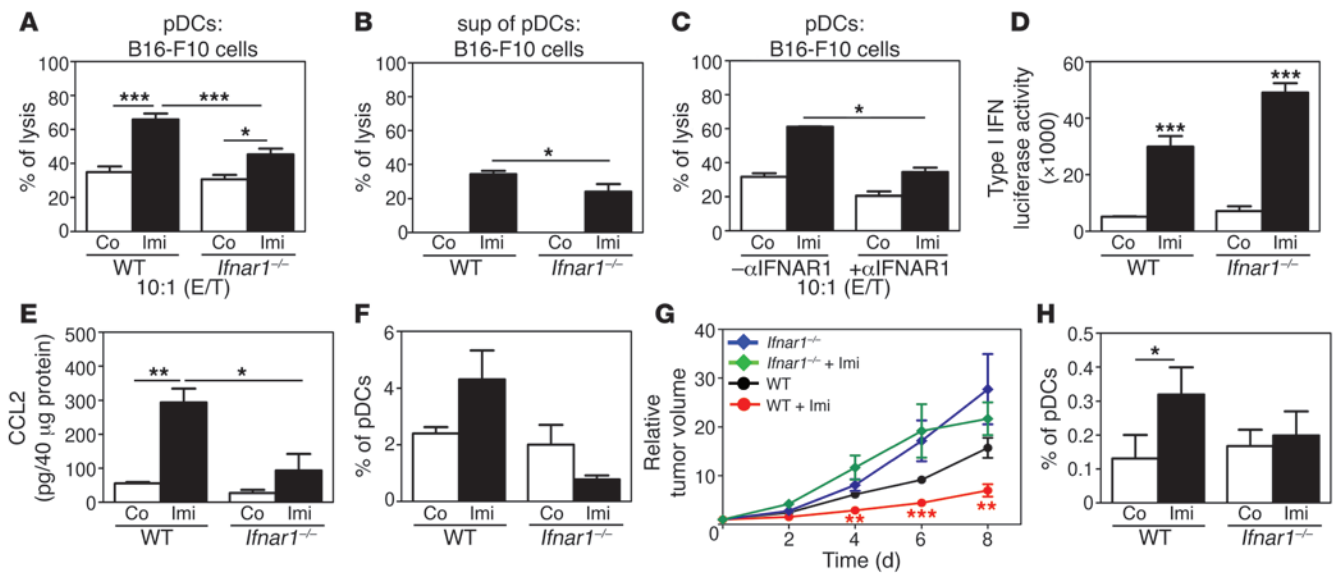 A
pDCs:
B16-F10 cells
% of lysis
100
80
60
40
20
0
***
***
*
Co Imi Co Imi
WT Ifnar1–/–
10:1 (E/T)
B
sup of pDCs:
B16-F10 cells
% of lysis
100
80
60
40
20
0
*
Co Imi Co Imi
WT Ifnar1–/–
C
pDCs:
B16-F10 cells
% of lysis
100
80
60
40
20
0
*
Co Imi Co Imi
–αIFNAR1 +αIFNAR1
10:1 (E/T)
D
Type I IFN
luciferase activity
(×1000)
60
40
20
0
***
***
Co Imi Co Imi
WT Ifnar1–/–
E
CCL2
(pg/40 μg protein)
500
400
300
200
100
0
**
*
Co Imi Co Imi
WT Ifnar1–/–
F
% of pDCs
6
4
2
0
Co Imi Co Imi
WT Ifnar1–/–
G
Relative
tumor volume
40
30
20
10
0
Ifnar1–/–
Ifnar1–/– + Imi
WT
WT + Imi
**
***
**
0 2 4 6 8
Time (d)
H
% of pDCs
0.5
0.4
0.3
0.2
0.1
0
*
Co Imi Co Imi
WT Ifnar1–/–